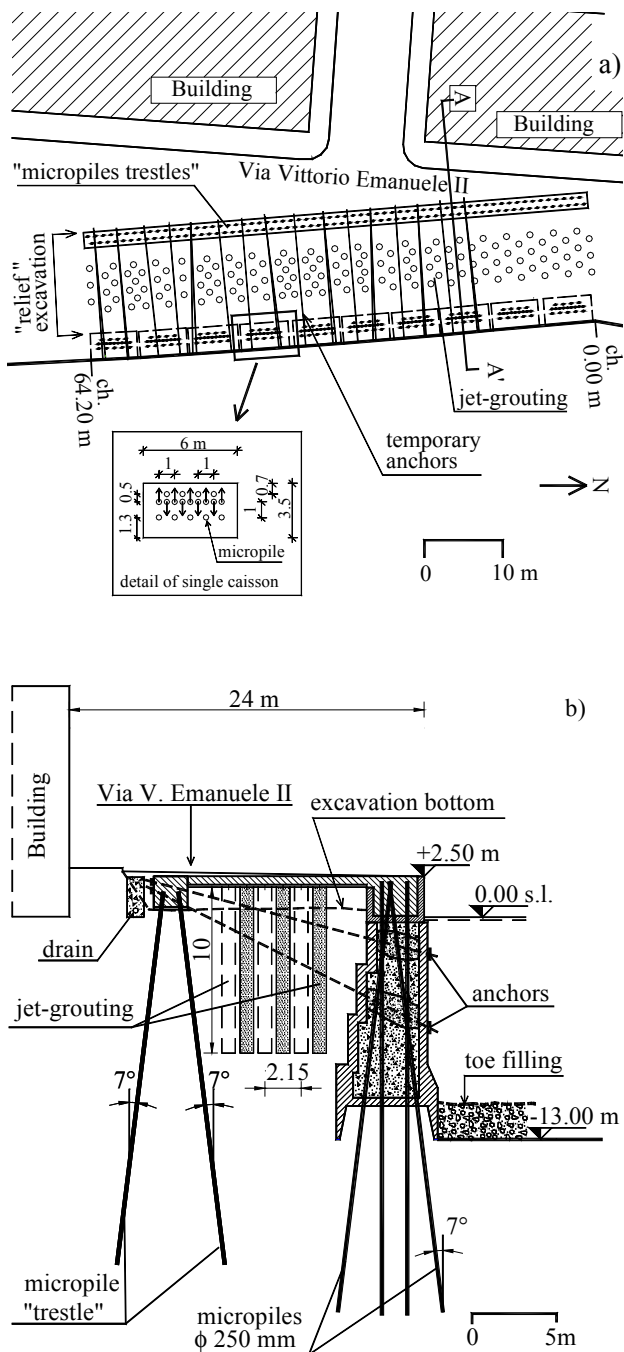 a)
Building
A
Building
"micropiles trestles"
Via Vittorio Emanuele II
"relief"
excavation
ch.
64.20 m
A'
ch.
0.00 m
jet-grouting
temporary
anchors
6 m
1
1
0.5
0.7
1.3
1
3.5
micropile
detail of single caisson
N
0
10 m
24 m
b)
Building
Via V. Emanuele II
excavation bottom
+2.50 m
0.00 s.l.
drain
10
jet-grouting
anchors
2.15
toe filling
7°
7°
-13.00 m
7°
micropile
"trestle"
micropiles
ϕ 250 mm
0
5m